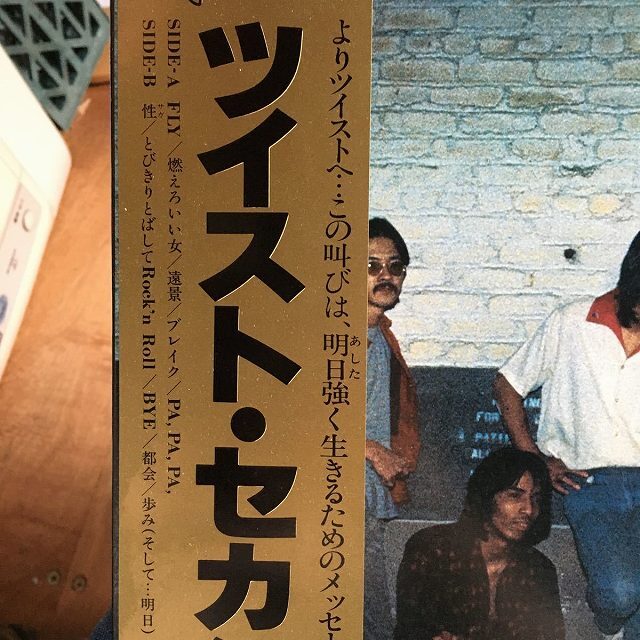 よりツイストへ…この叫びは、明日強く生きるためのメッセ
あした
ツイスト・セカ
SIDE-A FLY／燃えろいい女／遠景／ブレイク／PA, PA, PA,
SIDE-B 性／とびきりとばしてRock'n Roll／BYE／都会／歩み(そして…明日)
サガ